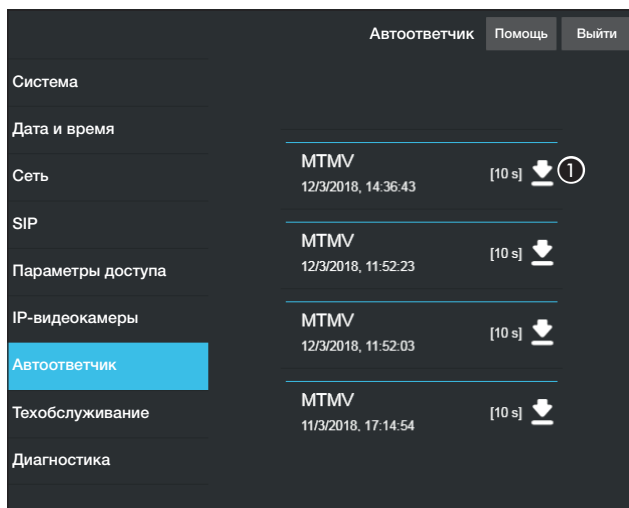 Автоответчик Помощь Выйти
Система
Дата и время
Сеть
SIP
Параметры доступа
IP-видеокамеры
Автоответчик
Техобслуживание
Диагностика
MTMV
12/3/2018, 14:36:43
[10 s] 1
MTMV
12/3/2018, 11:52:23
[10 s]
MTMV
12/3/2018, 11:52:03
[10 s]
MTMV
11/3/2018, 17:14:54
[10 s]